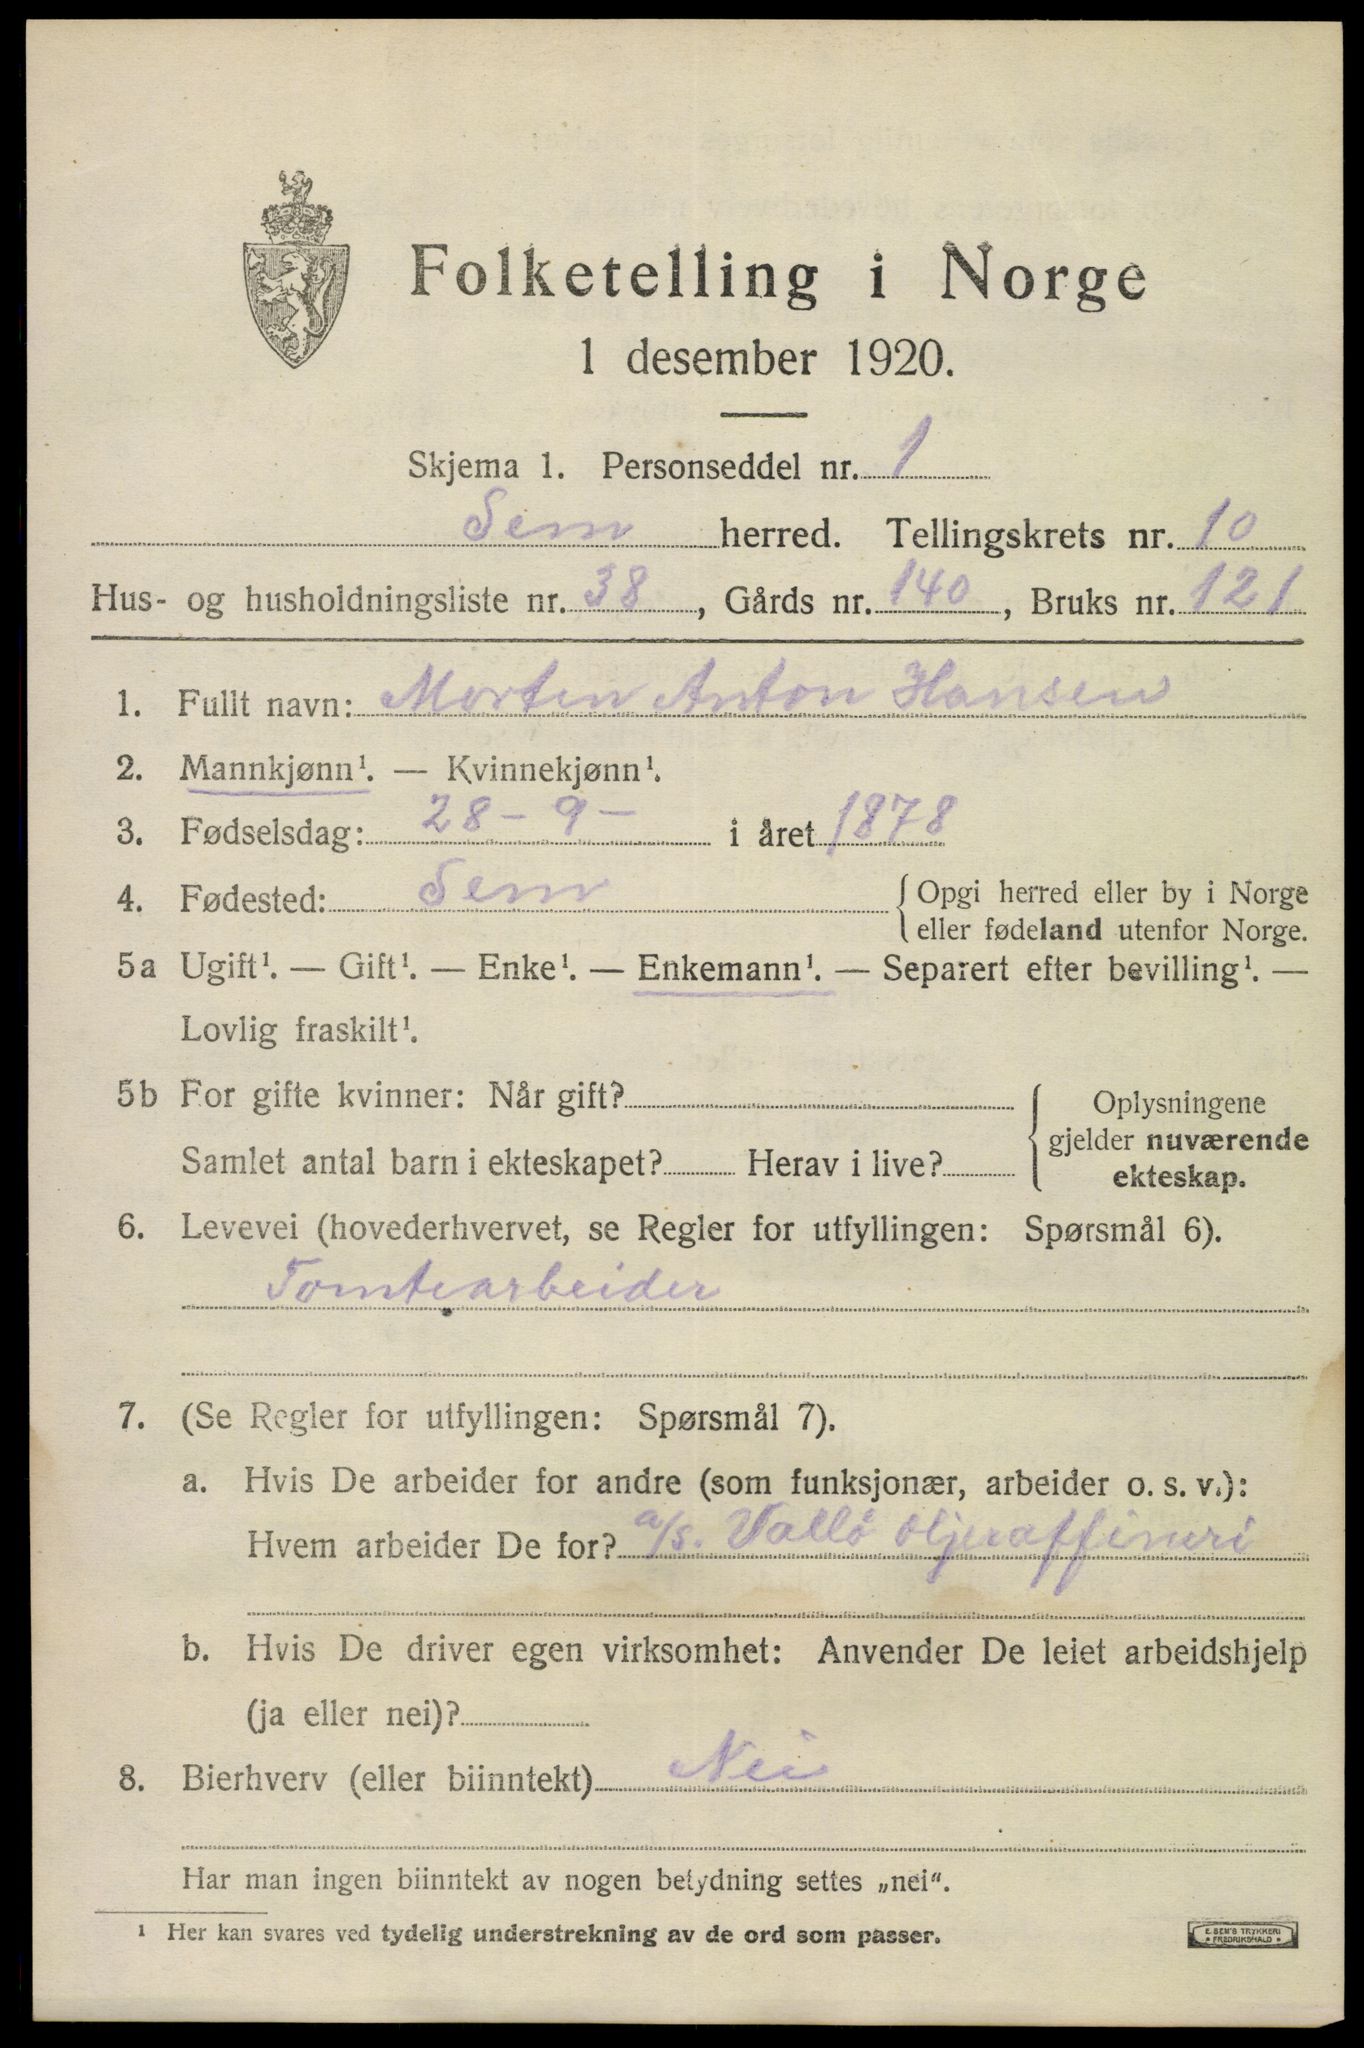 Folketelling i Norge
1 desember 1920.
Skjema 1. Personseddel nr. 1
Sem herred. Tellingskrets nr. 10
Hus- og husholdningsliste nr. 38, Gårds nr. 140, Bruks nr. 121
1. Fullt navn: Morten Anton Hansen
2. Mannkjønn¹. — Kvinnekjønn¹.
3. Fødselsdag: 28 - 9 - i året 1878
4. Fødested: Sem { Opgi herred eller by i Norge
eller fødeland utenfor Norge.
5a Ugift¹. — Gift¹. — Enke¹. — Enkemann¹. — Separert efter bevilling¹. —
Lovlig fraskilt¹.
5b For gifte kvinner: Når gift? { Oplysningene
gjelder nuværende
Samlet antal barn i ekteskapet? Herav i live? ekteskap.
6. Levevei (hovederhvervet, se Regler for utfyllingen: Spørsmål 6).
Tomtearbeider
7. (Se Regler for utfyllingen: Spørsmål 7).
a. Hvis De arbeider for andre (som funksjonær, arbeider o. s. v.):
Hvem arbeider De for? a/s. Vallö Oljeraffineri
b. Hvis De driver egen virksomhet: Anvender De leiet arbeidshjelp
(ja eller nei)?
8. Bierhverv (eller biinntekt) Nei
Har man ingen biinntekt av nogen betydning settes „nei“.
¹ Her kan svares ved tydelig understrekning av de ord som passer.
E. SEM'S TRYKKERI
* FREDRIKSHALD *